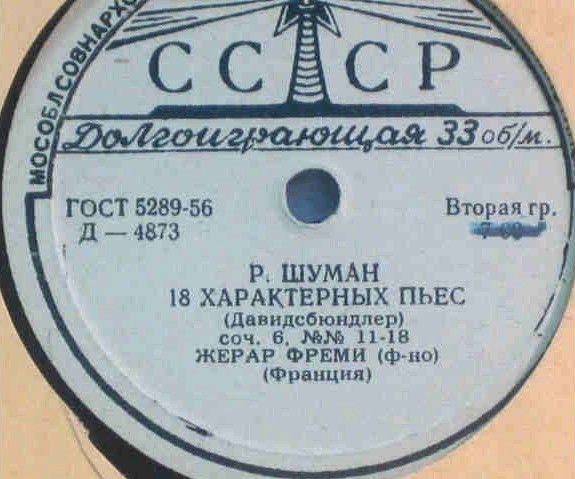 МОСОБЛСОВНАРХО
СССР
Долгоиграющая 33 об/м.
ГОСТ 5289-56
Вторая гр.
Д — 4873
Р. ШУМАН
18 ХАРАКТЕРНЫХ ПЬЕС
(Давидсбюндлер)
соч. 6, №№ 11-18
ЖЕРАР ФРЕМИ (ф-но)
(Франция)